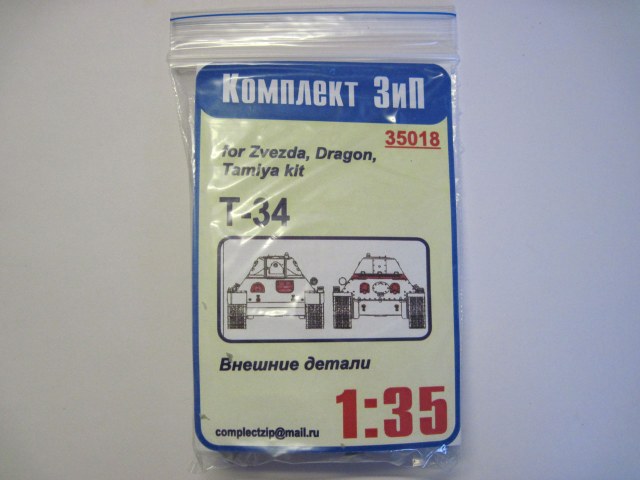 Комплект ЗиП
35018
for Zvezda, Dragon,
Tamiya kit
Т-34
Внешние детали
1:35
complectzip@mail.ru